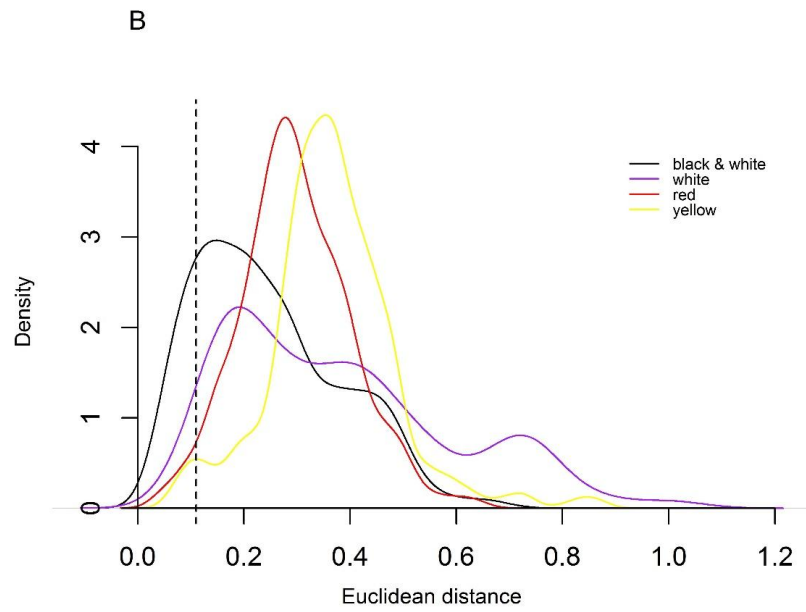 B
4
3
2
1
0
Density
black & white
white
red
yellow
0.0 0.2 0.4 0.6 0.8 1.0 1.2
Euclidean distance